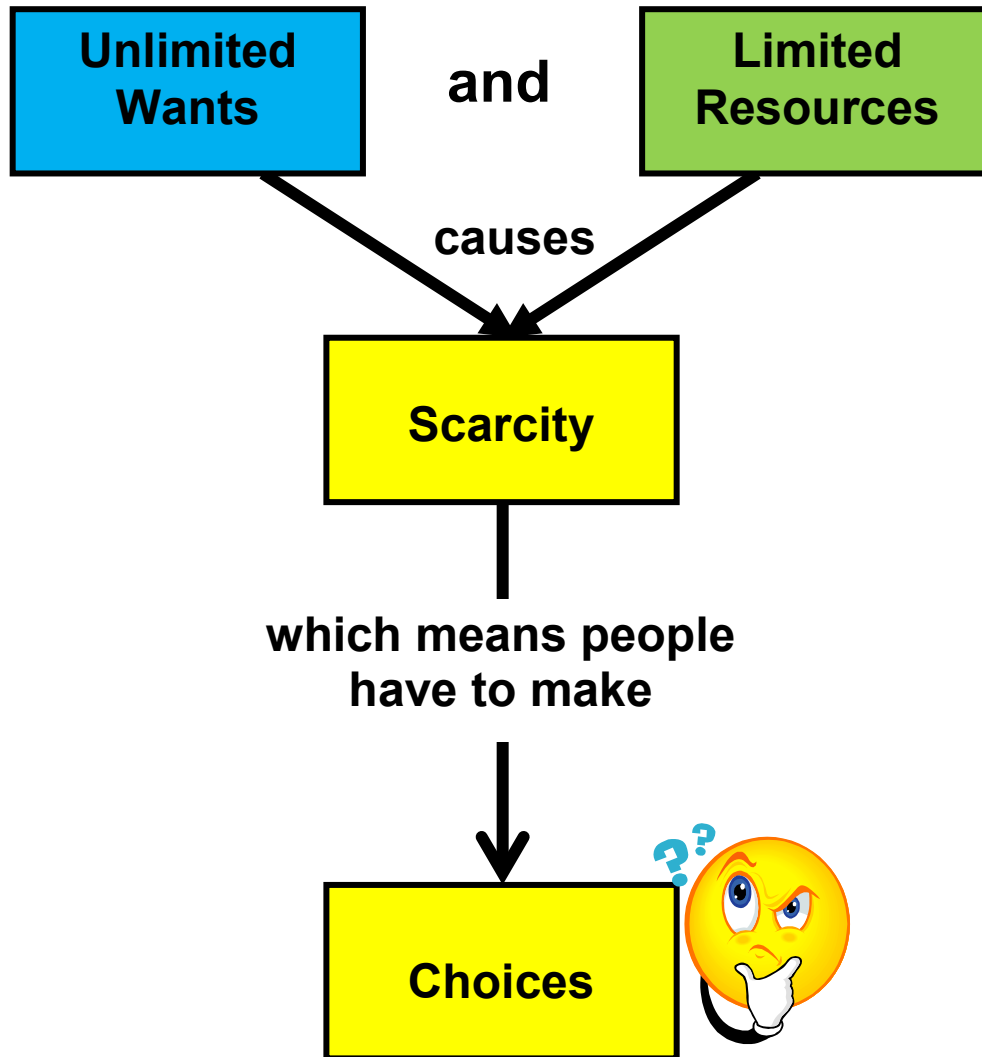 Unlimited
Wants
and
Limited
Resources
causes
Scarcity
which means people
have to make
??
Choices